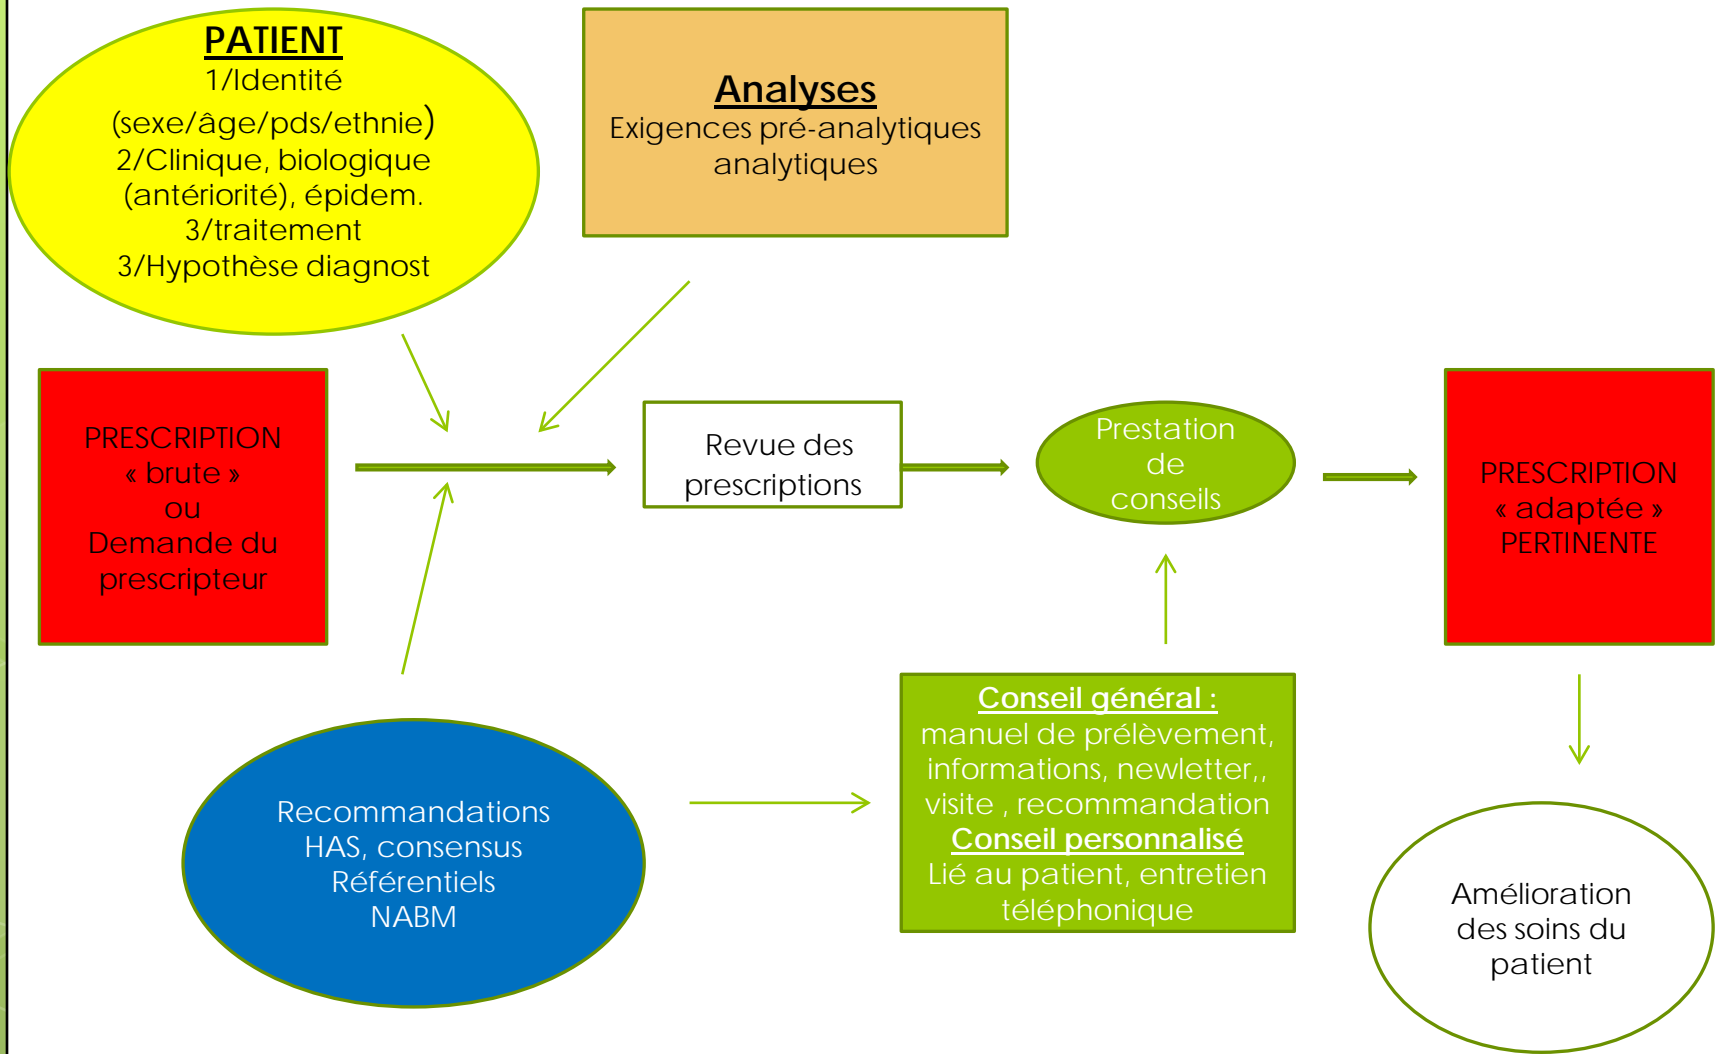 PATIENT
1/Identité
(sexe/âge/pds/ethnie)
2/Clinique, biologique
(antériorité), épidem.
3/traitement
3/Hypothèse diagnost
Analyses
Exigences pré-analytiques
analytiques
PRESCRIPTION
« brute »
ou
Demande du
prescripteur
Revue des
prescriptions
Prestation
de
conseils
PRESCRIPTION
« adaptée »
PERTINENTE
Recommandations
HAS, consensus
Référentiels
NABM
Conseil général :
manuel de prélèvement,
informations, newletter,,
visite , recommandation
Conseil personnalisé
Lié au patient, entretien
téléphonique
Amélioration
des soins du
patient